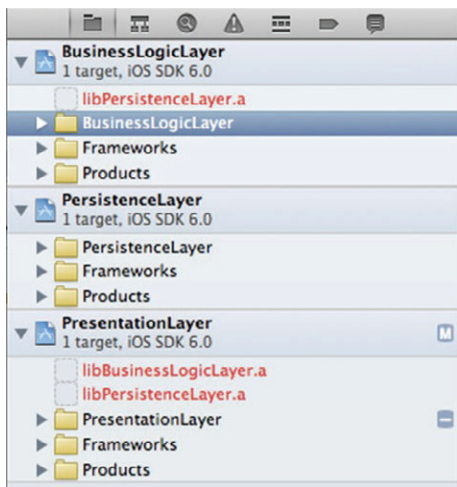 BusinessLogicLayer
1 target, iOS SDK 6.0
libPersistenceLayer.a
BusinessLogicLayer
Frameworks
Products
PersistenceLayer
1 target, iOS SDK 6.0
PersistenceLayer
Frameworks
Products
PresentationLayer
M
1 target, iOS SDK 6.0
libBusinessLogicLayer.a
libPersistenceLayer.a
PresentationLayer
Frameworks
Products